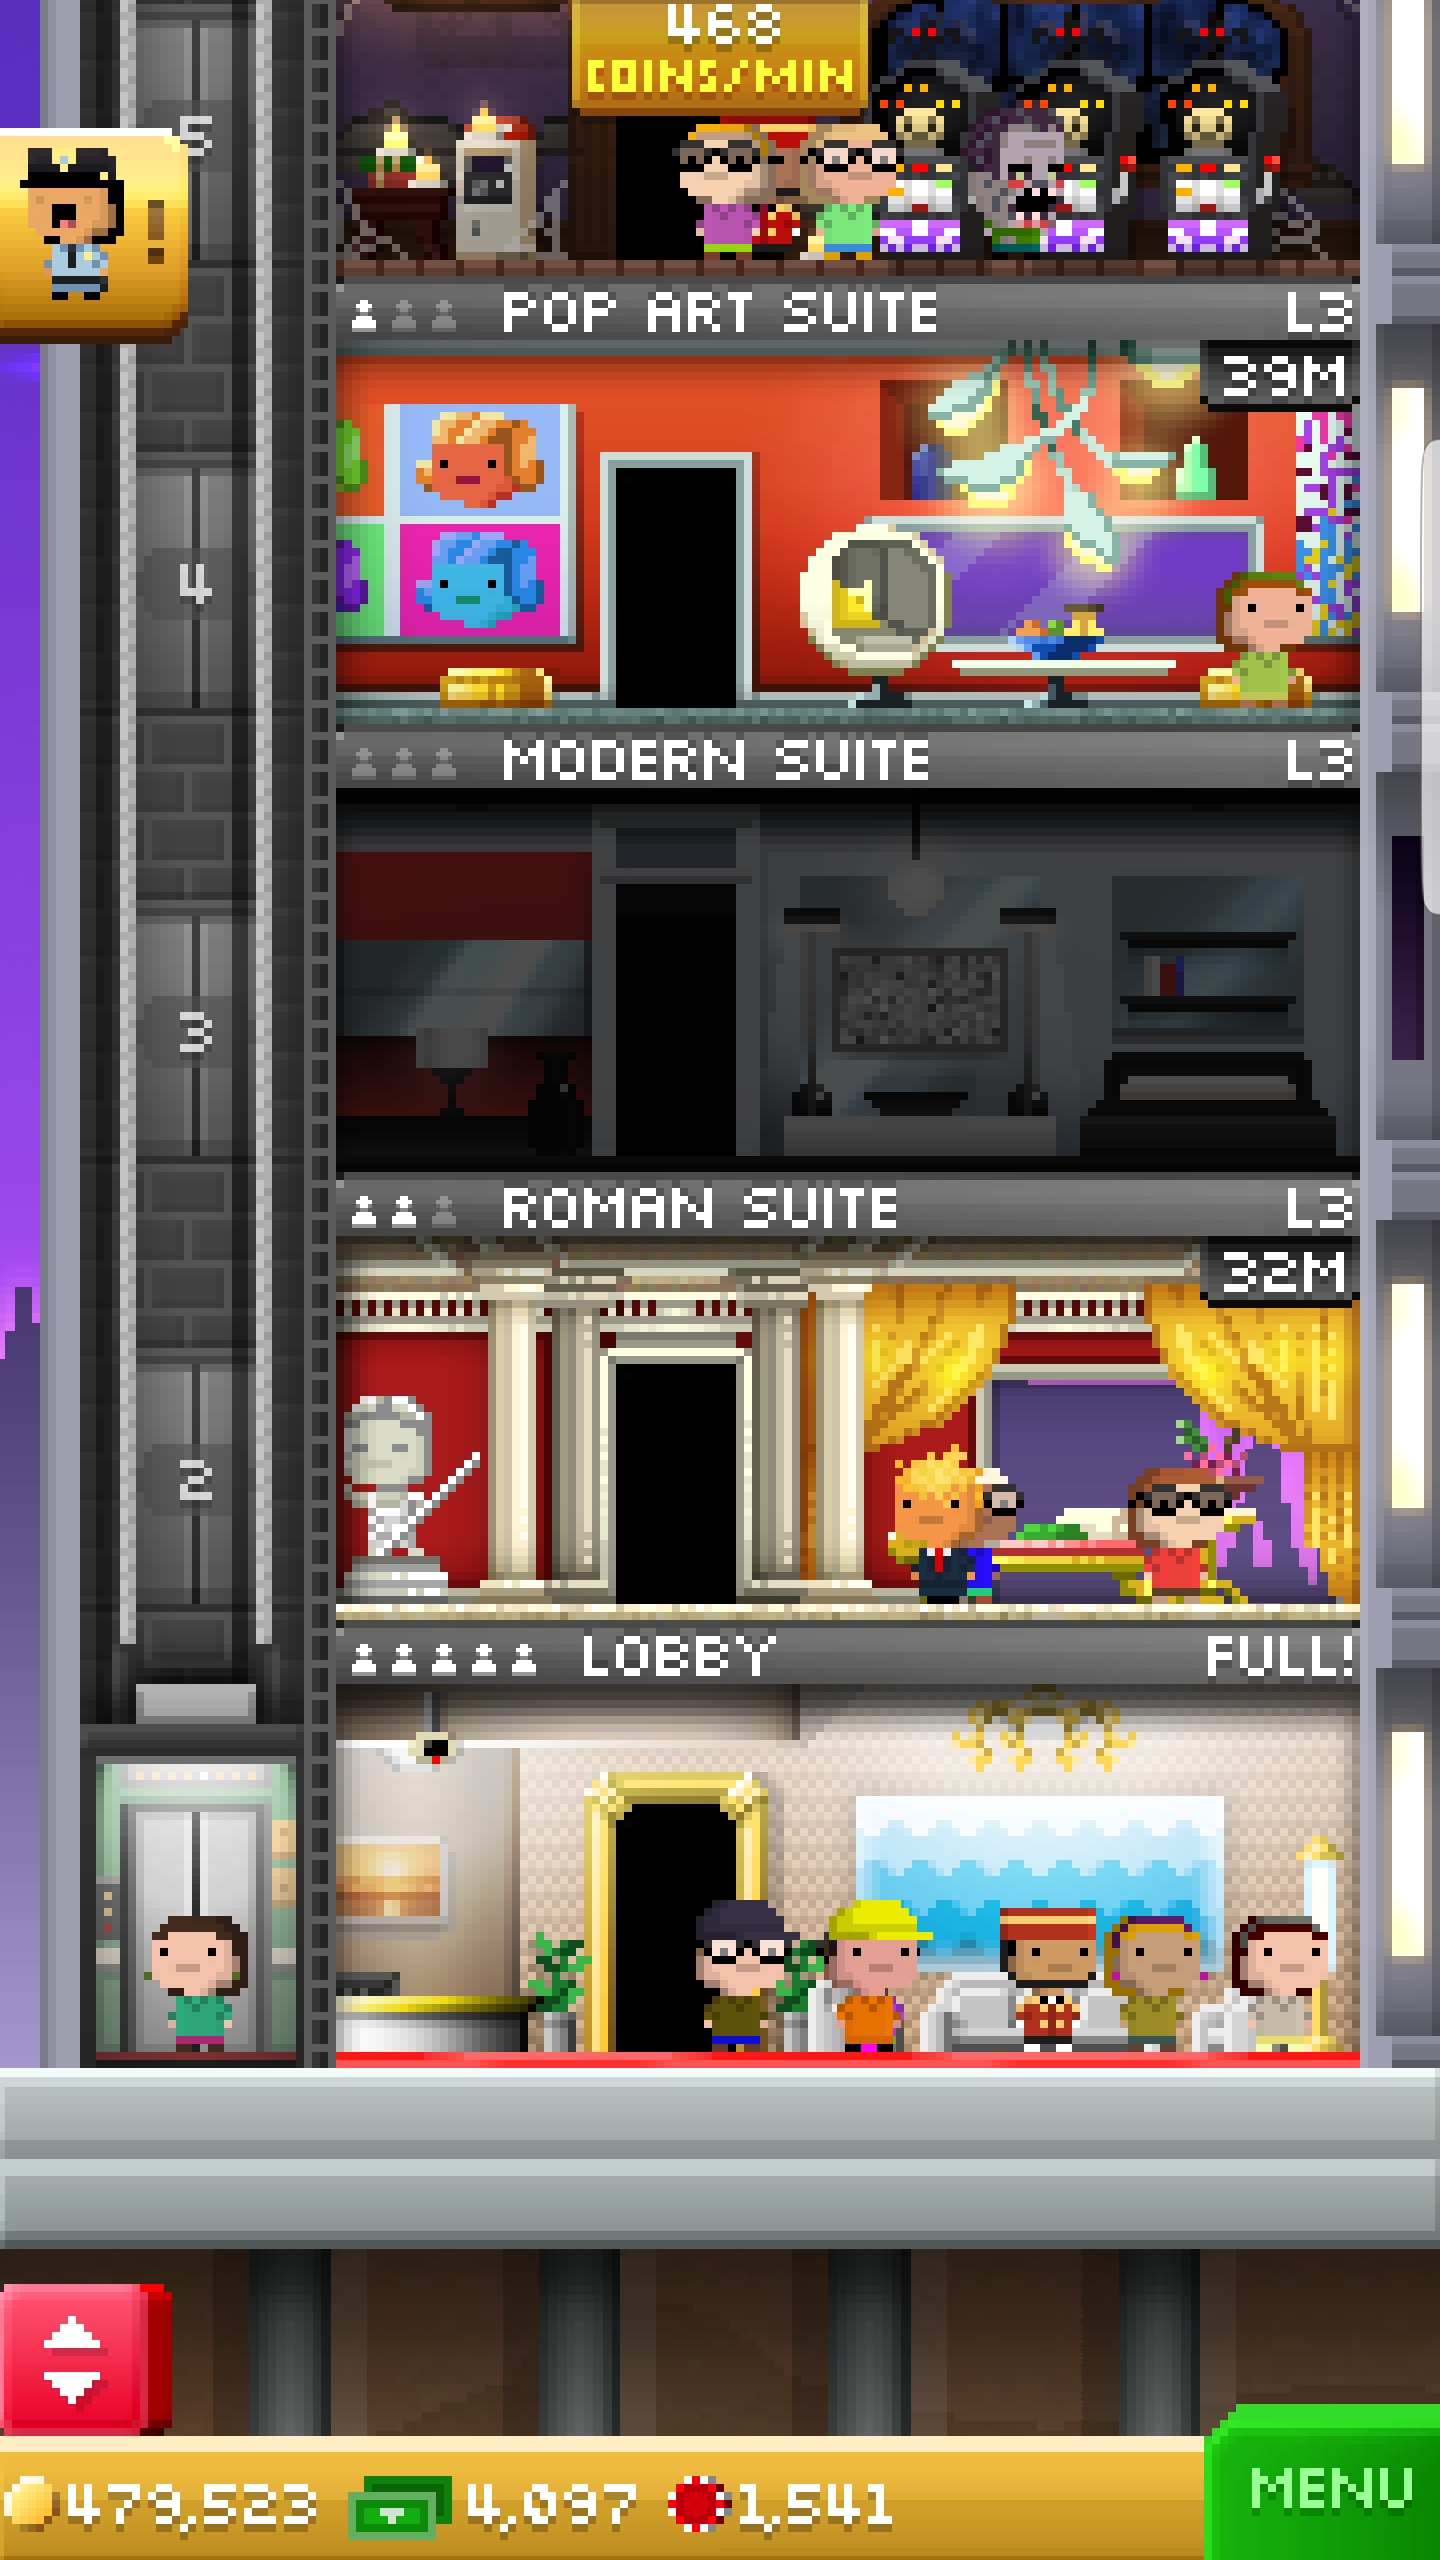 468
COINS/MIN
5
!
POP ART SUITE L3
39M
4
MODERN SUITE L3
3
ROMAN SUITE L3
32M
2
LOBBY FULL!
479,523 4,097 1,541
MENU